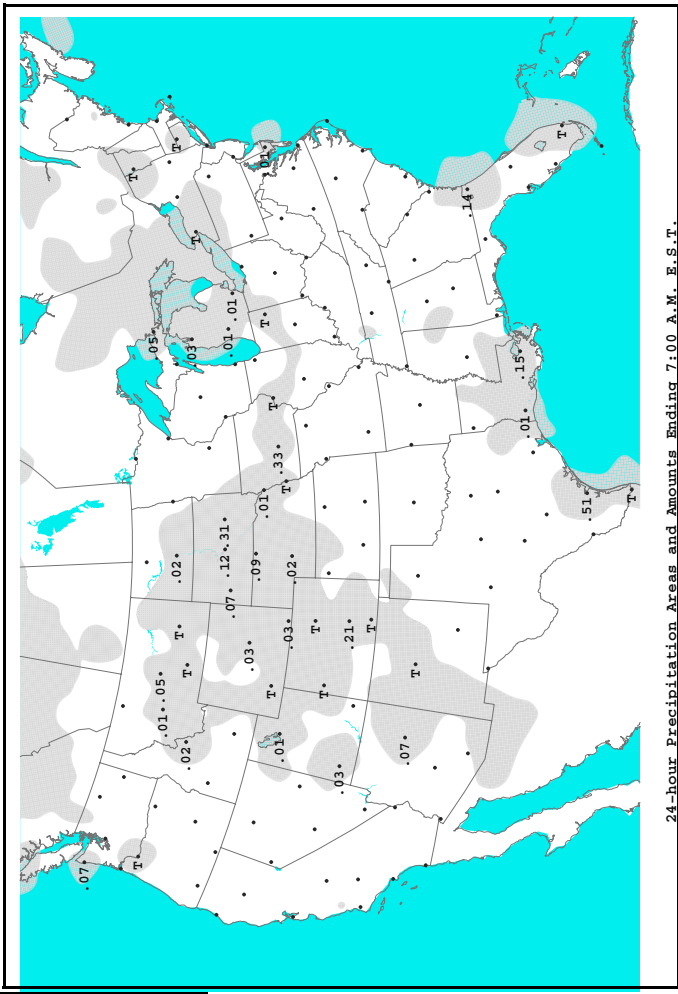 .07
T
T
.05
.01
.05
T
.02
T
.02
T
.03
T
.12
.31
.01
.07
.01
.03
.09
.01
T
.01
T
T
.01
.33
T
.03
.02
T
T
.03
.21
T
.07
T
.14
.15
.01
T
.51
T
24-hour Precipitation Areas and Amounts Ending 7:00 A.M. E.S.T.